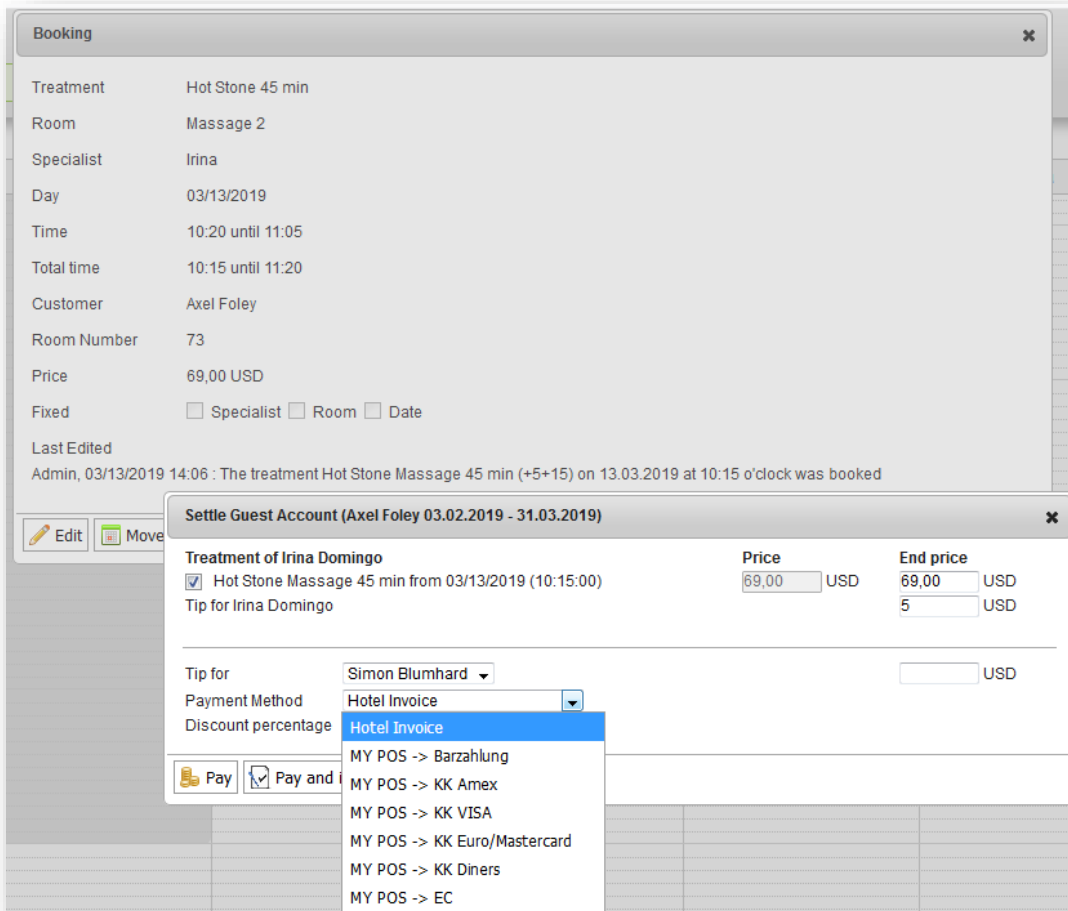 Booking
Treatment Hot Stone 45 min
Room Massage 2
Specialist Irina
Day 03/13/2019
Time 10:20 until 11:05
Total time 10:15 until 11:20
Customer Axel Foley
Room Number 73
Price 69,00 USD
Fixed Specialist Room Date
Last Edited
Admin, 03/13/2019 14:06 : The treatment Hot Stone Massage 45 min (+5+15) on 13.03.2019 at 10:15 o'clock was booked
Edit Move
Settle Guest Account (Axel Foley 03.02.2019 - 31.03.2019)
Treatment of Irina Domingo Price End price
Hot Stone Massage 45 min from 03/13/2019 (10:15:00) 69,00 USD 69,00 USD
Tip for Irina Domingo 5 USD
Tip for Simon Blumhard USD
Payment Method Hotel Invoice
Discount percentage
Hotel Invoice
MY POS -> Barzahlung
MY POS -> KK Amex
MY POS -> KK VISA
MY POS -> KK Euro/Mastercard
MY POS -> KK Diners
MY POS -> EC
Pay Pay and